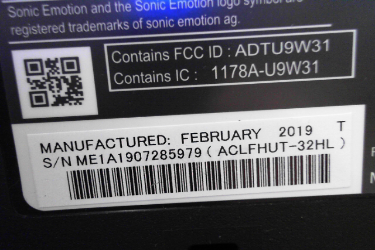 Sonic Emotion and the Sonic Emotion logo symbol are
registered trademarks of sonic emotion ag.
Contains FCC ID : ADTU9W31
Contains IC : 1178A-U9W31
MANUFACTURED: FEBRUARY 2019 T
S/N ME1A1907285979 ( ACLFHUT-32HL )